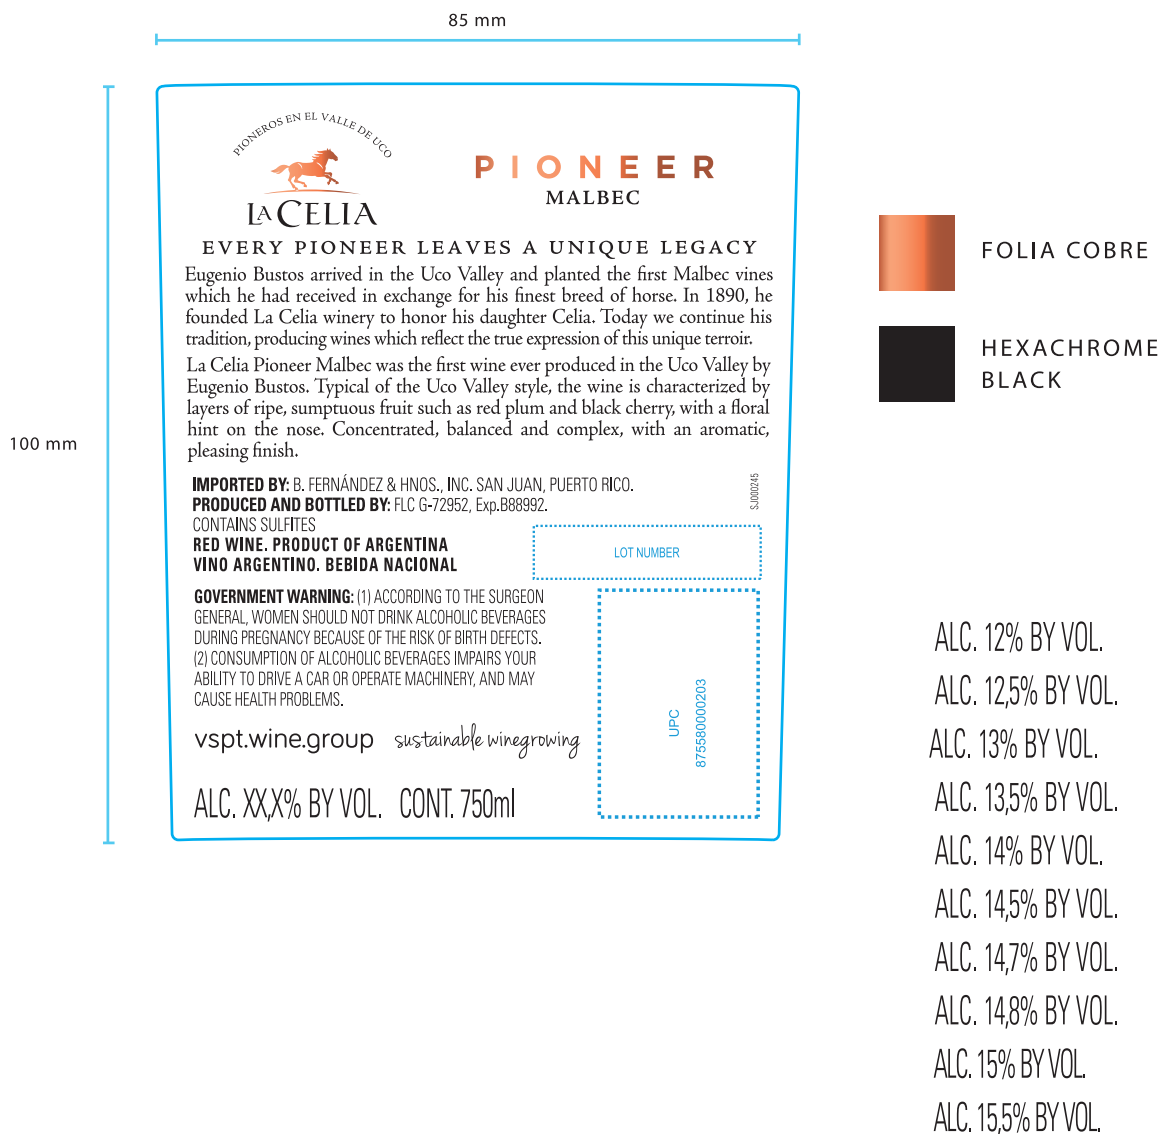 85 mm
100 mm
PIONEROS EN EL VALLE DE UCO
LA CELIA
PIONEER
MALBEC
EVERY PIONEER LEAVES A UNIQUE LEGACY
Eugenio Bustos arrived in the Uco Valley and planted the first Malbec vines
which he had received in exchange for his finest breed of horse. In 1890, he
founded La Celia winery to honor his daughter Celia. Today we continue his
tradition, producing wines which reflect the true expression of this unique terroir.
La Celia Pioneer Malbec was the first wine ever produced in the Uco Valley by
Eugenio Bustos. Typical of the Uco Valley style, the wine is characterized by
layers of ripe, sumptuous fruit such as red plum and black cherry, with a floral
hint on the nose. Concentrated, balanced and complex, with an aromatic,
pleasing finish.
IMPORTED BY: B. FERNÁNDEZ & HNOS., INC. SAN JUAN, PUERTO RICO.
PRODUCED AND BOTTLED BY: FLC G-72952, Exp.B88992.
CONTAINS SULFITES
RED WINE. PRODUCT OF ARGENTINA
VINO ARGENTINO. BEBIDA NACIONAL
SJ000245
LOT NUMBER
GOVERNMENT WARNING: (1) ACCORDING TO THE SURGEON
GENERAL, WOMEN SHOULD NOT DRINK ALCOHOLIC BEVERAGES
DURING PREGNANCY BECAUSE OF THE RISK OF BIRTH DEFECTS.
(2) CONSUMPTION OF ALCOHOLIC BEVERAGES IMPAIRS YOUR
ABILITY TO DRIVE A CAR OR OPERATE MACHINERY, AND MAY
CAUSE HEALTH PROBLEMS.
UPC
8755580000203
vspt.wine.group sustainable winegrowing
ALC. XX,X% BY VOL. CONT. 750ml
FOLIA COBRE
HEXACHROME
BLACK
ALC. 12% BY VOL.
ALC. 12,5% BY VOL.
ALC. 13% BY VOL.
ALC. 13,5% BY VOL.
ALC. 14% BY VOL.
ALC. 14,5% BY VOL.
ALC. 14,7% BY VOL.
ALC. 14,8% BY VOL.
ALC. 15% BY VOL.
ALC. 15,5% BY VOL.